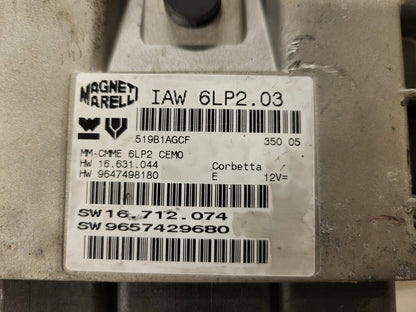 MAGNETI MARELLI
IAW 6LP2.03
519B1AGCF 350 05
MM-CMME 6LP2 CEMO
HW 16.631.044 Corbetta
HW 9647498180 E 12V=
SW16.712.074
SW9657429680